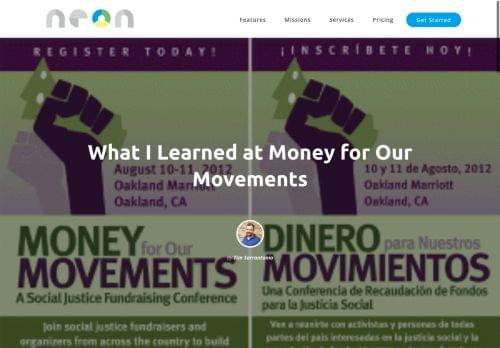 neon
Features
Missions
Services
Pricing
Get Started
REGISTER TODAY!
¡INSCRÍBETE HOY!
What I Learned at Money for Our
Movements
August 10-11, 2012
Oakland Marriott
Oakland, CA
10 y 11 de Agosto, 2012
Oakland Marriott
Oakland, CA
by Tim Sarrantonio
MONEY for Our
MOVEMENTS
A Social Justice Fundraising Conference
Join social justice fundraisers and
organizers from across the country to build
DINERO para Nuestros
MOVIMIENTOS
Una Conferencia de Recaudación de Fondos
para la Justicia Social
Ven a reunirte con activistas y personas de todas
partes del país interesadas en la justicia social y